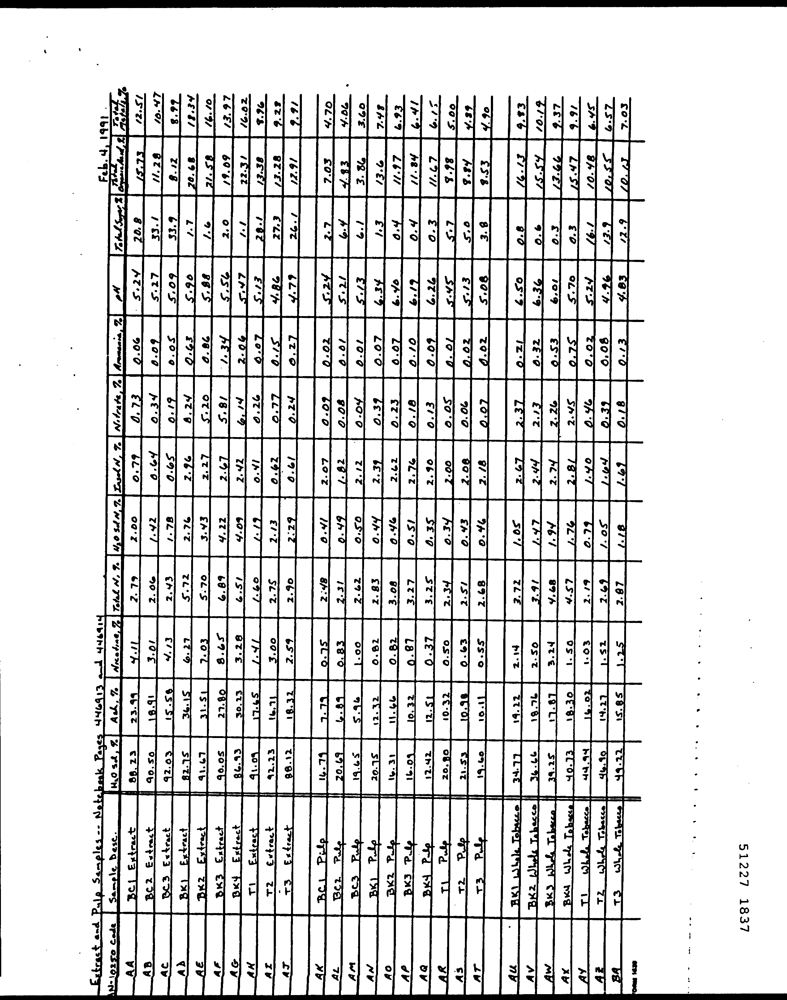 Extract and Pulp Samples -- Notebook Pages 446913 and 446914 Feb. 4, 1991
Code Sample Desc. H2O sol, % Ash, % Nicotine, % Total N, % H2O sol N, % Insol N, % Nitrate, % Ammonia, % pH Total Sugar, % Total %
AA BC1 Extract 88.23 23.99 4.11 2.79 2.00 0.79 0.73 0.06 5.24 20.8 15.73 12.51
AB BC2 Extract 90.50 18.91 3.01 2.06 1.42 0.64 0.34 0.09 5.27 33.1 11.28 10.47
AC BC3 Extract 92.03 15.58 4.13 2.43 1.78 0.65 0.19 0.05 5.09 33.9 8.12 8.99
AD BK1 Extract 82.75 36.15 6.27 5.72 2.76 2.96 8.24 0.63 5.90 1.7 20.68 18.34
AE BK2 Extract 91.67 31.51 7.03 5.70 3.43 2.27 5.20 0.86 5.88 1.6 21.58 16.10
AF BK3 Extract 90.05 27.80 8.65 6.89 4.22 2.67 5.81 1.34 5.56 2.0 19.09 13.97
AG BK4 Extract 86.93 30.23 3.28 6.51 4.09 2.42 6.14 2.06 5.47 1.1 22.31 16.02
AH T1 Extract 91.09 17.65 1.41 1.60 1.19 0.41 0.26 0.07 5.13 28.1 13.38 8.96
AI T2 Extract 92.23 16.71 3.00 2.75 2.13 0.62 0.77 0.15 4.86 27.3 13.28 9.28
AJ T3 Extract 88.12 18.32 2.59 2.90 2.29 0.61 0.24 0.27 4.79 26.1 12.91 9.91
AK BC1 Pulp 16.79 7.79 0.75 2.48 0.41 2.07 0.09 0.02 5.24 2.7 7.03 4.70
AL BC2 Pulp 20.69 6.89 0.83 2.31 0.49 1.82 0.08 0.01 5.21 6.4 4.83 4.06
AM BC3 Pulp 19.65 5.96 1.00 2.62 0.50 2.12 0.04 0.01 5.13 6.1 3.86 3.60
AN BK1 Pulp 20.75 12.32 0.82 2.83 0.44 2.39 0.39 0.07 6.34 1.3 13.6 7.48
AO BK2 Pulp 16.31 11.66 0.82 3.08 0.46 2.62 0.23 0.07 6.40 0.4 11.97 6.93
AP BK3 Pulp 16.09 10.32 0.87 3.27 0.51 2.76 0.18 0.10 6.19 0.4 11.84 6.41
AQ BK4 Pulp 12.42 12.51 0.37 3.25 0.35 2.90 0.13 0.09 6.26 0.3 11.67 6.15
AR T1 Pulp 20.80 10.32 0.50 2.34 0.34 2.00 0.05 0.01 5.45 5.7 8.98 5.00
AS T2 Pulp 21.53 10.98 0.63 2.51 0.43 2.08 0.06 0.02 5.13 5.0 8.84 4.89
AT T3 Pulp 19.60 10.11 0.55 2.68 0.46 2.18 0.07 0.02 5.08 3.8 8.53 4.90
AU BK1 Whole Tobacco 34.77 19.22 2.14 3.72 1.05 2.67 2.37 0.21 6.50 0.8 16.13 9.83
AV BK2 Whole Tobacco 36.66 18.76 2.50 3.91 1.47 2.44 2.13 0.32 6.36 0.6 15.54 10.19
AW BK3 Whole Tobacco 39.25 17.87 3.24 4.68 1.94 2.74 2.26 0.53 6.01 0.3 13.66 9.37
AX BK4 Whole Tobacco 40.73 18.30 1.50 4.57 1.76 2.81 2.45 0.75 5.70 0.3 15.47 9.91
AY T1 Whole Tobacco 44.94 16.02 1.03 2.19 0.79 1.40 0.46 0.02 5.24 16.1 10.48 6.45
AZ T2 Whole Tobacco 46.90 14.27 1.52 2.69 1.05 1.64 0.39 0.08 4.96 13.9 10.55 6.57
BA T3 Whole Tobacco 49.22 15.85 1.25 2.87 1.18 1.69 0.18 0.13 4.83 12.9 10.13 7.03
51227 1837